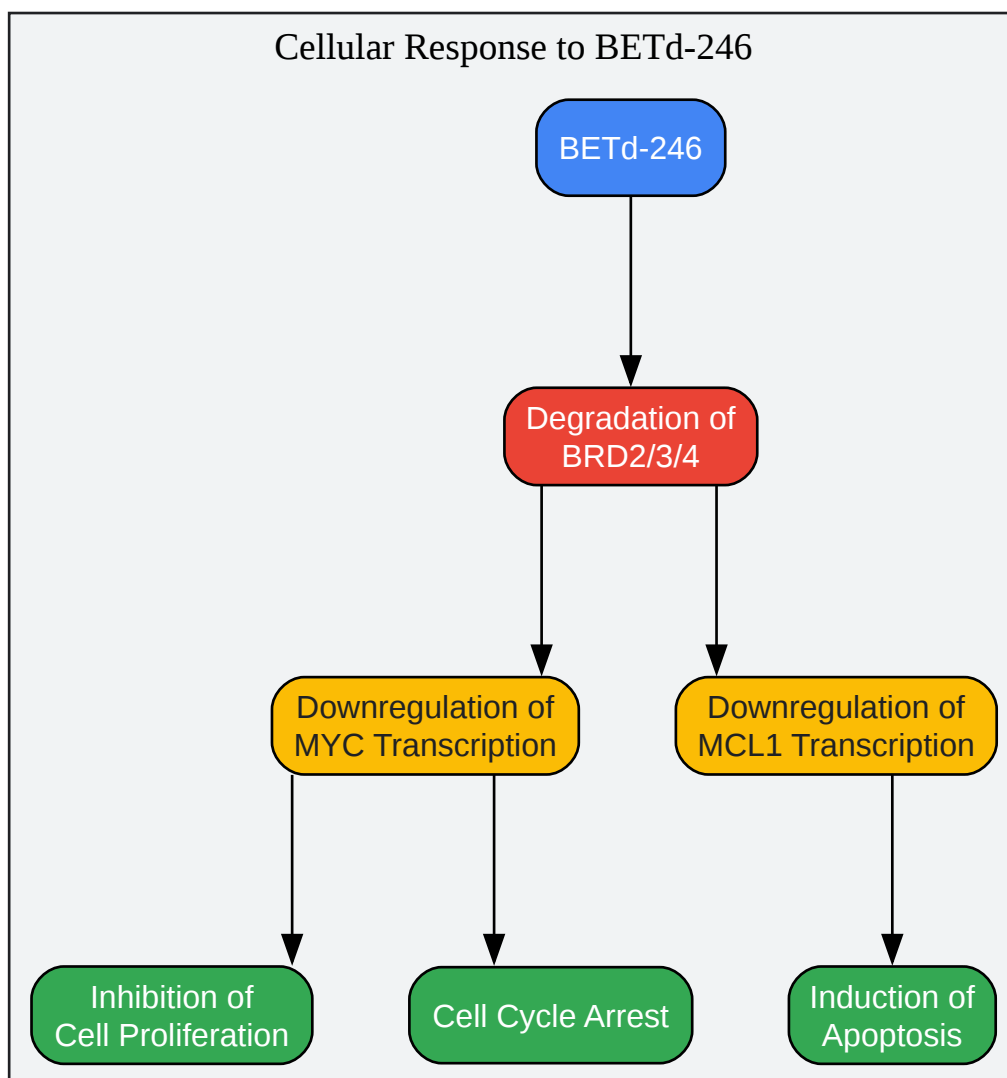 Cellular Response to BETd-246
BETd-246
Degradation of
BRD2/3/4
Downregulation of
MYC Transcription
Downregulation of
MCL1 Transcription
Inhibition of
Cell Proliferation
Cell Cycle Arrest
Induction of
Apoptosis